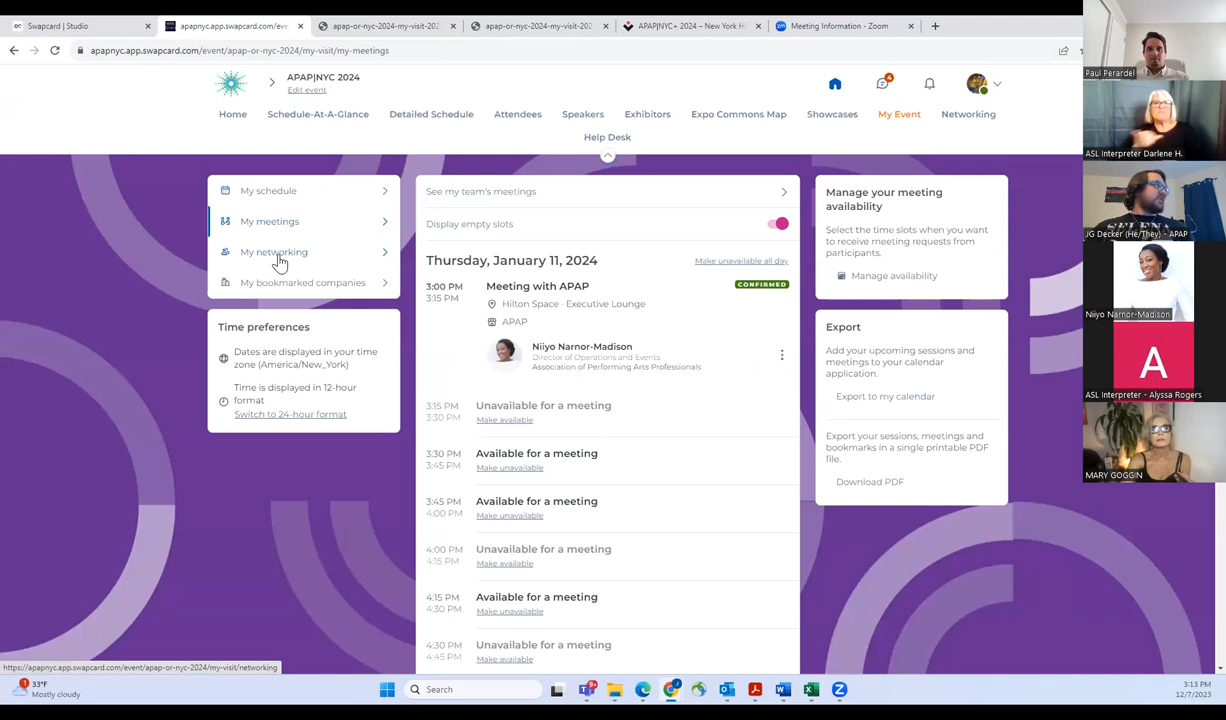 Swapcard | Studio
apapnyc.app.swapcard.com/eve
apap-or-nyc-2024-my-visit-202
apap-or-nyc-2024-my-visit-202
APAP|NYC+ 2024 – New York Hi
Meeting Information - Zoom
apapnyc.app.swapcard.com/event/apap-or-nyc-2024/my-visit/my-meetings
APAP|NYC 2024
Edit event
4
Home
Schedule-At-A-Glance
Detailed Schedule
Attendees
Speakers
Exhibitors
Expo Commons Map
Showcases
My Event
Networking
Help Desk
My schedule
My meetings
My networking
My bookmarked companies
Time preferences
Dates are displayed in your time
zone (America/New_York)
Time is displayed in 12-hour
format
Switch to 24-hour format
See my team's meetings
Display empty slots
Thursday, January 11, 2024
Make unavailable all day
3:00 PM
3:15 PM
Meeting with APAP
CONFIRMED
Hilton Space · Executive Lounge
APAP
Niiyo Narnor-Madison
Director of Operations and Events
Association of Performing Arts Professionals
3:15 PM
3:30 PM
Unavailable for a meeting
Make available
3:30 PM
3:45 PM
Available for a meeting
Make unavailable
3:45 PM
4:00 PM
Available for a meeting
Make unavailable
4:00 PM
4:15 PM
Unavailable for a meeting
Make available
4:15 PM
4:30 PM
Available for a meeting
Make unavailable
4:30 PM
4:45 PM
Unavailable for a meeting
Make available
Manage your meeting
availability
Select the time slots when you want
to receive meeting requests from
participants.
Manage availability
Export
Add your upcoming sessions and
meetings to your calendar
application.
Export to my calendar
Export your sessions, meetings and
bookmarks in a single printable PDF
file.
Download PDF
Paul Perardel
ASL Interpreter Darlene H.
JG Decker (He/They) - APAP
Niiyo Narnor-Madison
A
ASL Interpreter - Alyssa Rogers
MARY GOGGIN
https://apapnyc.app.swapcard.com/event/apap-or-nyc-2024/my-visit/networking
1
33°F
Mostly cloudy
Search
9+
3:13 PM
12/7/2023